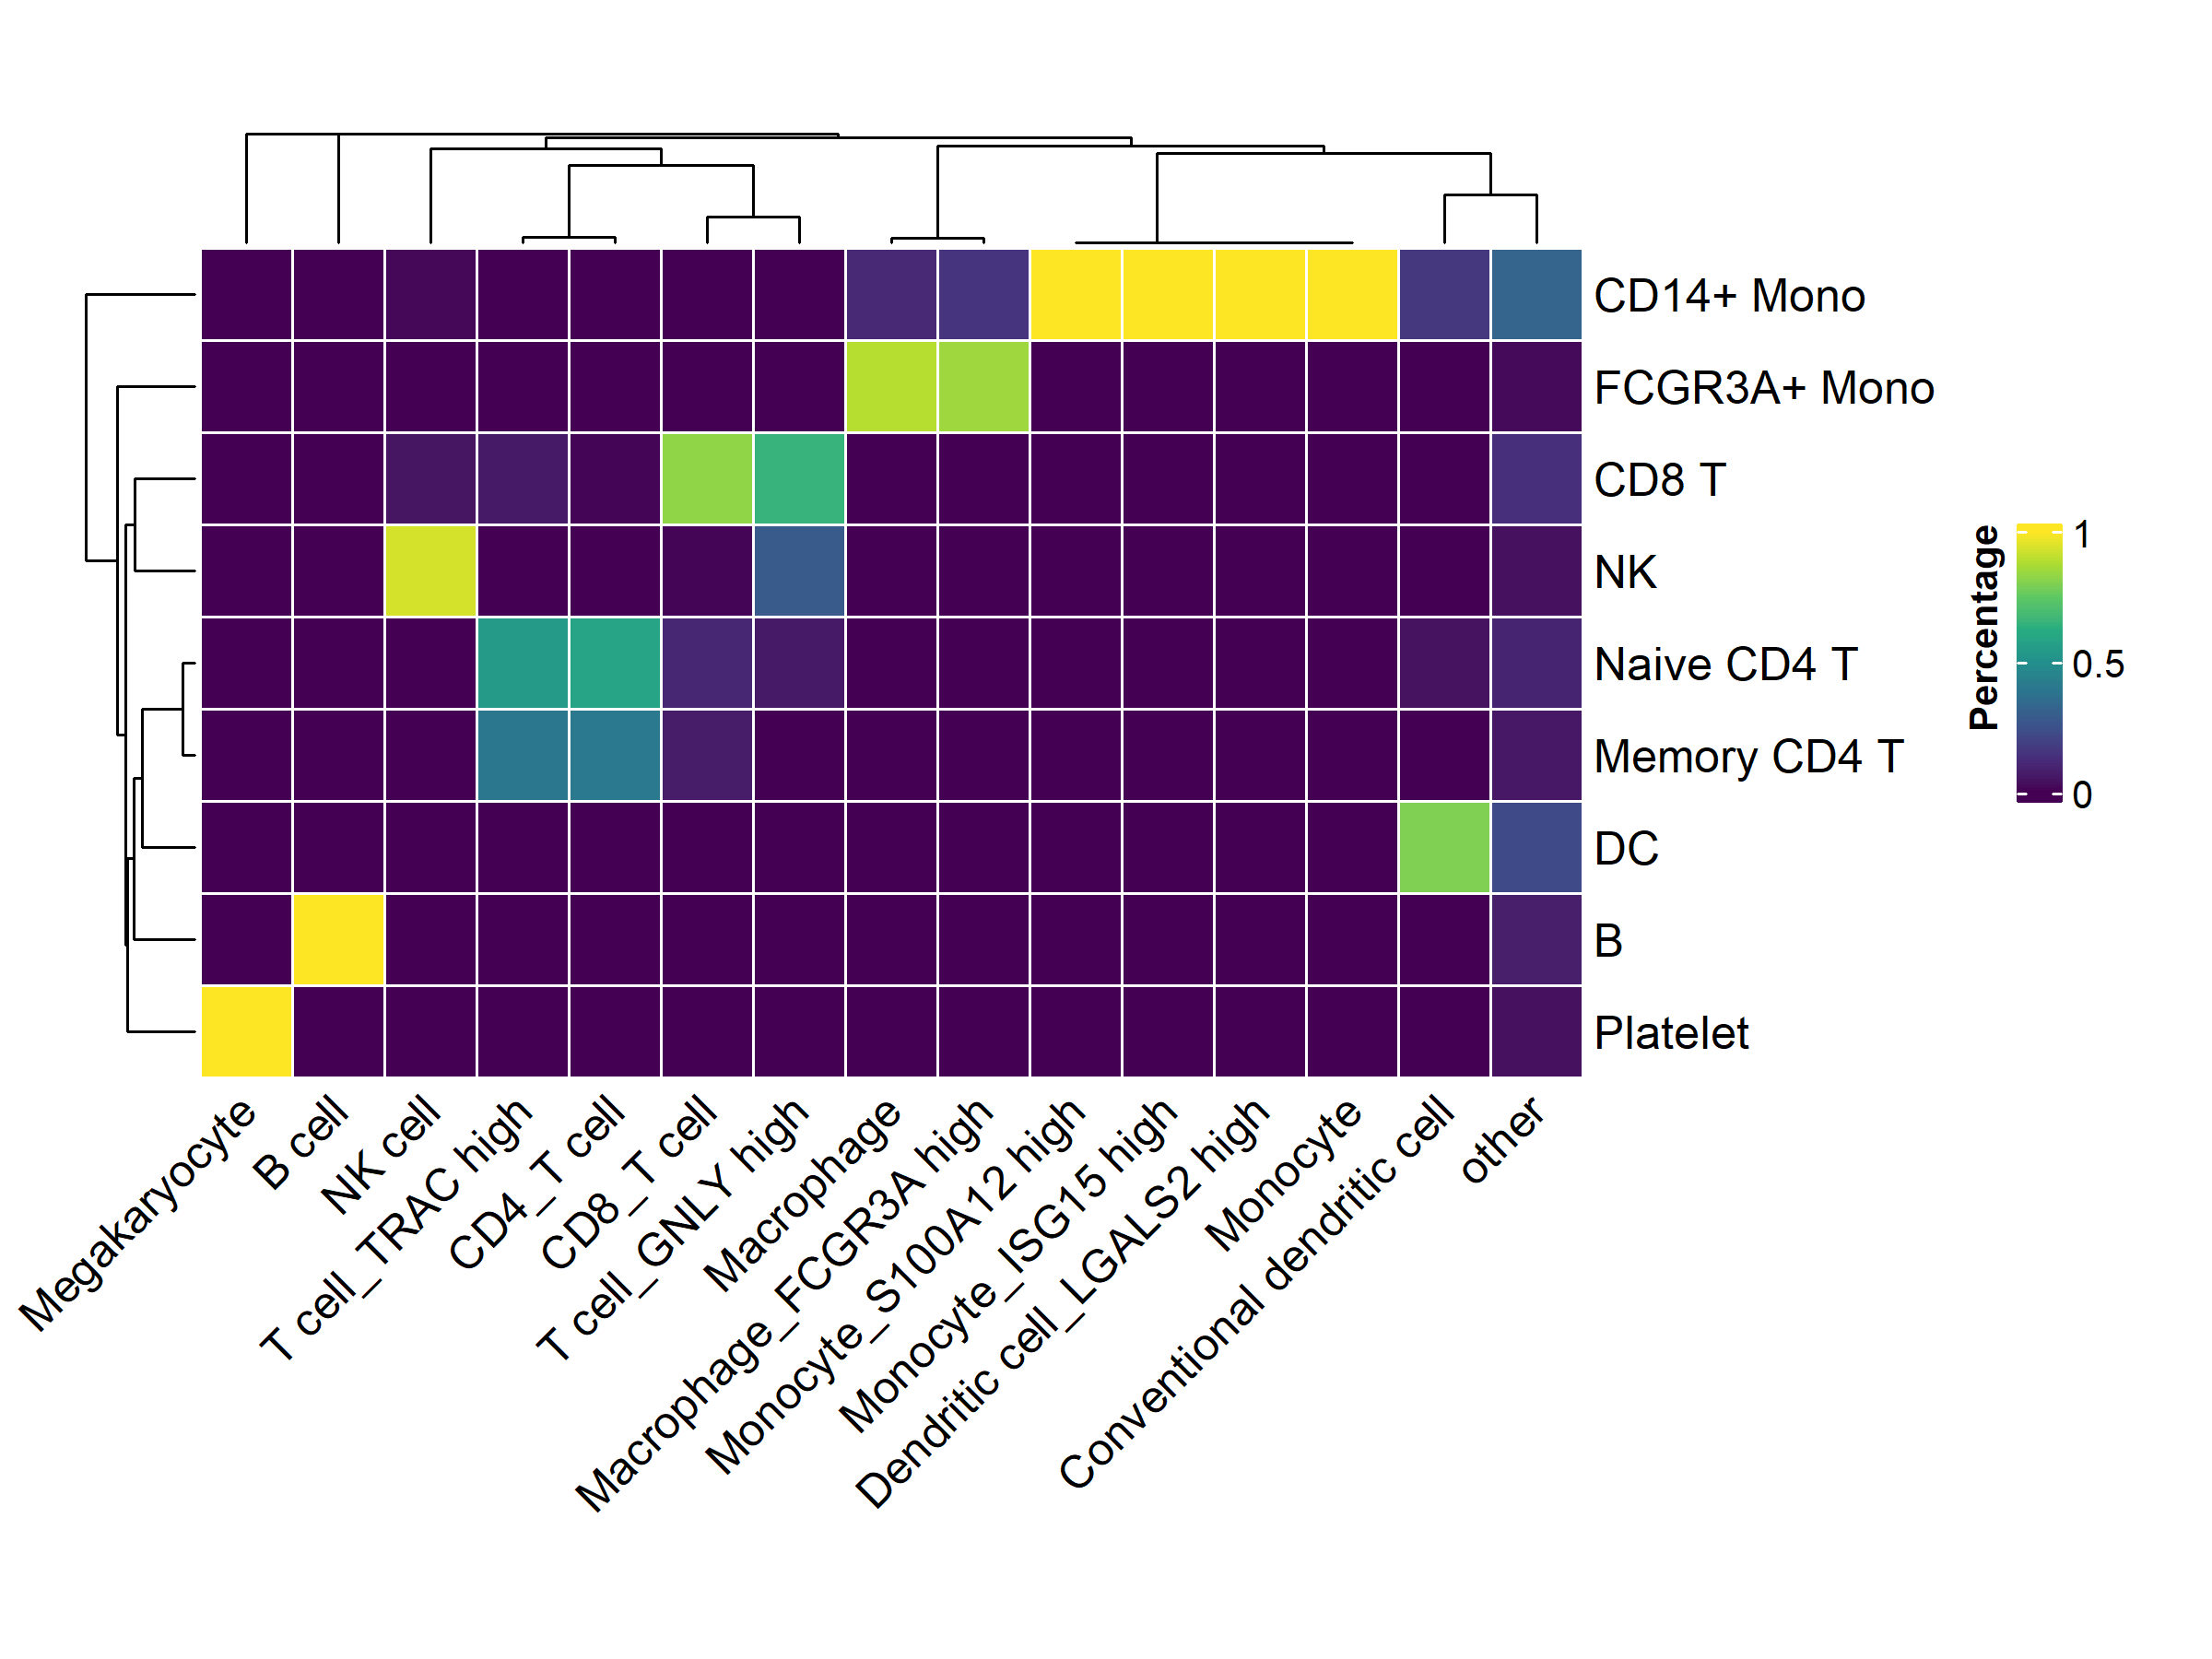 CD14+ Mono
FCGR3A+ Mono
CD8 T
NK
Naive CD4 T
Memory CD4 T
DC
B
Platelet
Percentage
1
0.5
0
Megakaryocyte
B cell
NK cell
T cell_TRAC high
CD4_T cell
CD8_T cell
T cell_GNLY high
Macrophage
Macrophage_FCGR3A high
Monocyte_S100A12 high
Monocyte_ISG15 high
Dendritic cell_LGALS2 high
Monocyte
Conventional dendritic cell
other